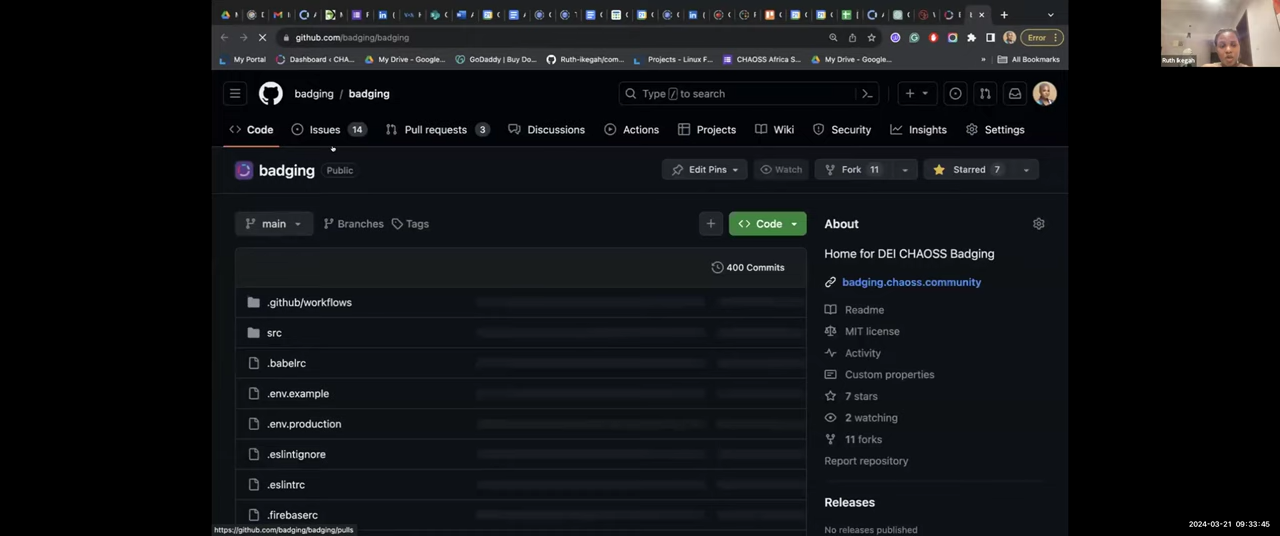 github.com/badging/badging
Error
My Portal
Dashboard ‹ CHA...
My Drive - Google...
GoDaddy | Buy Do...
Ruth-ikegah/com...
Projects - Linux F...
CHAOSS Africa S...
My Drive - Google...
»
All Bookmarks
Ruth Ikegah
badging / badging
Type / to search
Code
Issues 14
Pull requests 3
Discussions
Actions
Projects
Wiki
Security
Insights
Settings
badging Public
Edit Pins
Watch
Fork 11
Starred 7
main
Branches
Tags
Code
400 Commits
.github/workflows
src
.babelrc
.env.example
.env.production
.eslintignore
.eslintrc
.firebaserc
About
Home for DEI CHAOSS Badging
badging.chaoss.community
Readme
MIT license
Activity
Custom properties
7 stars
2 watching
11 forks
Report repository
Releases
No releases published
https://github.com/badging/badging/pulls
2024-03-21 09:33:45